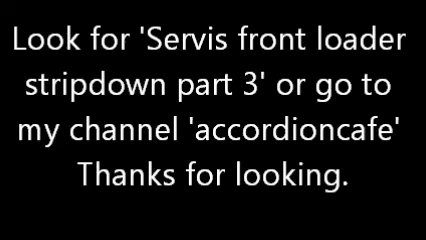 Look for 'Servis front loader
stripdown part 3' or go to
my channel 'accordioncafe'
Thanks for looking.